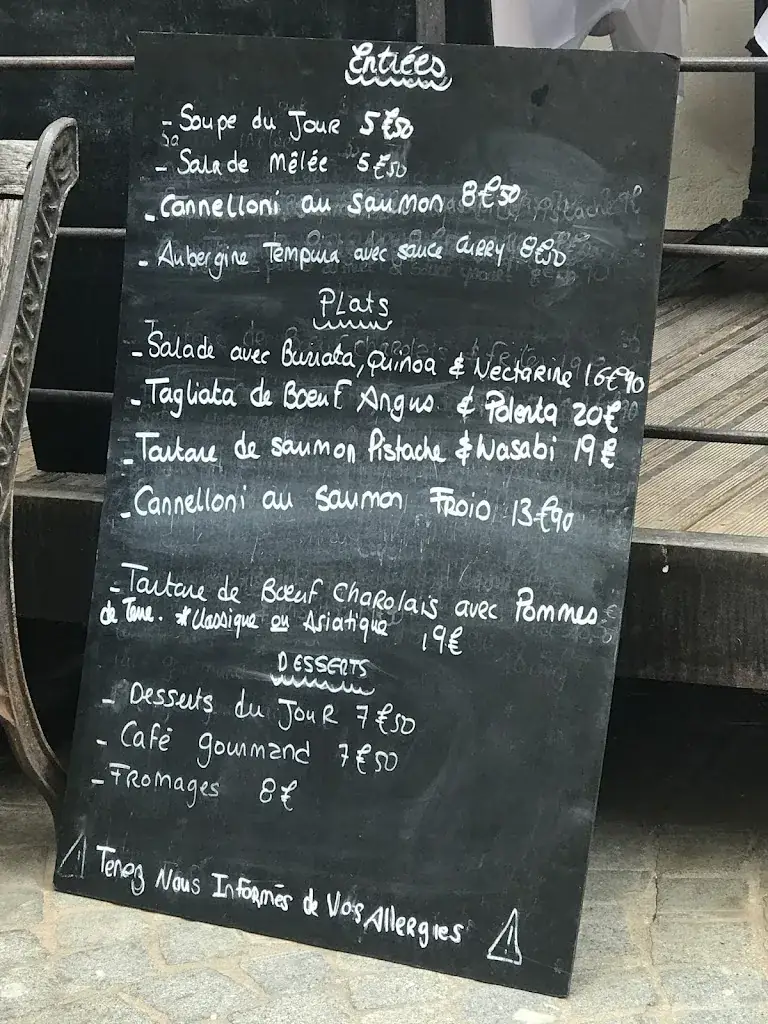 Entrées
- Soupe du Jour 5€50
- Salade Mêlée 5€50
- Cannelloni au saumon 8€50
- Aubergine Tempura avec sauce curry 8€50
Plats
- Salade avec Burrata, Quinoa & Nectarine 16€90
- Tagliata de Boeuf Angus & Polenta 20€
- Tartare de saumon Pistache & Wasabi 19€
- Cannelloni au saumon Froid 13€90
- Tartare de Bœuf Charolais avec Pommes
de Terre. *Classique ou Asiatique 19€
Desserts
- Desserts du Jour 7€50
- Café gourmand 7€50
- Fromages 8€
Tenez Nous Informés de Vos Allergies